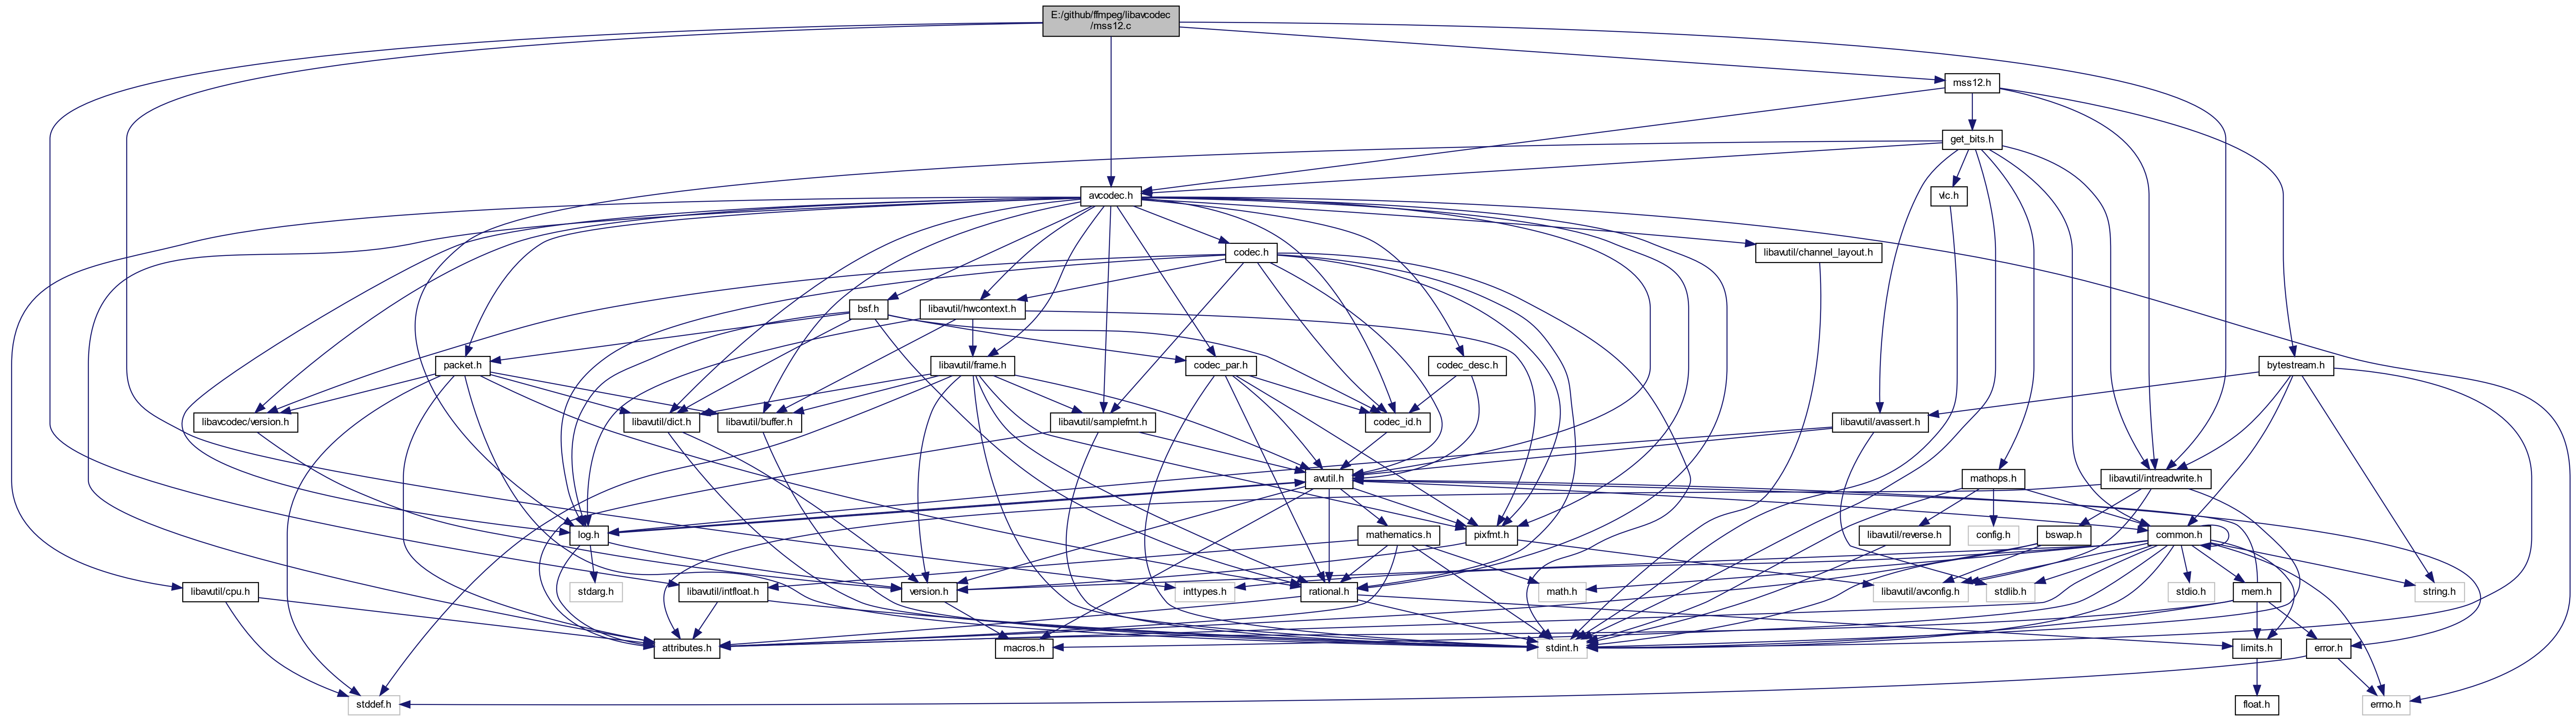 E:/github/ffmpeg/libavcodec
/mss12.c
mss12.h
get_bits.h
avcodec.h
vlc.h
codec.h
libavutil/channel_layout.h
bsf.h
libavutil/hwcontext.h
packet.h
libavutil/frame.h
codec_par.h
codec_desc.h
bytestream.h
libavcodec/version.h
libavutil/dict.h
libavutil/buffer.h
libavutil/samplefmt.h
codec_id.h
libavutil/avassert.h
avutil.h
mathops.h
libavutil/intreadwrite.h
log.h
mathematics.h
pixfmt.h
libavutil/reverse.h
config.h
bswap.h
common.h
libavutil/cpu.h
stdarg.h
libavutil/intfloat.h
version.h
inttypes.h
rational.h
math.h
libavutil/avconfig.h
stdlib.h
stdio.h
mem.h
string.h
attributes.h
macros.h
stdint.h
limits.h
error.h
stddef.h
float.h
errno.h